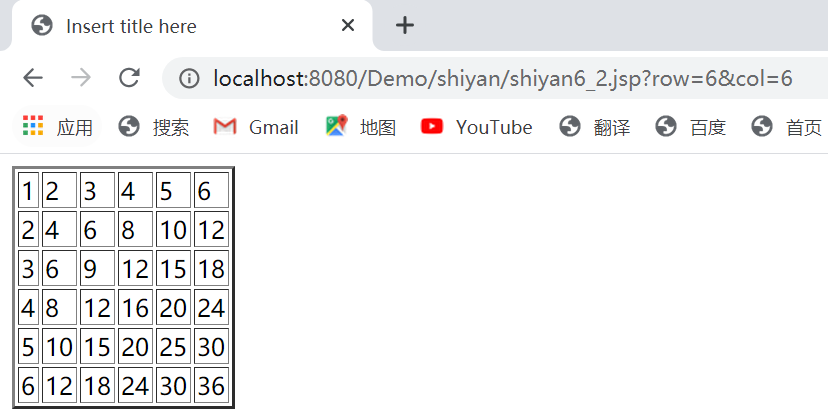 Insert title here
localhost:8080/Demo/shiyan/shiyan6_2.jsp?row=6&col=6
应用 搜索 Gmail 地图 YouTube 翻译 百度 首页
1 2 3 4 5 6
2 4 6 8 10 12
3 6 9 12 15 18
4 8 12 16 20 24
5 10 15 20 25 30
6 12 18 24 30 36